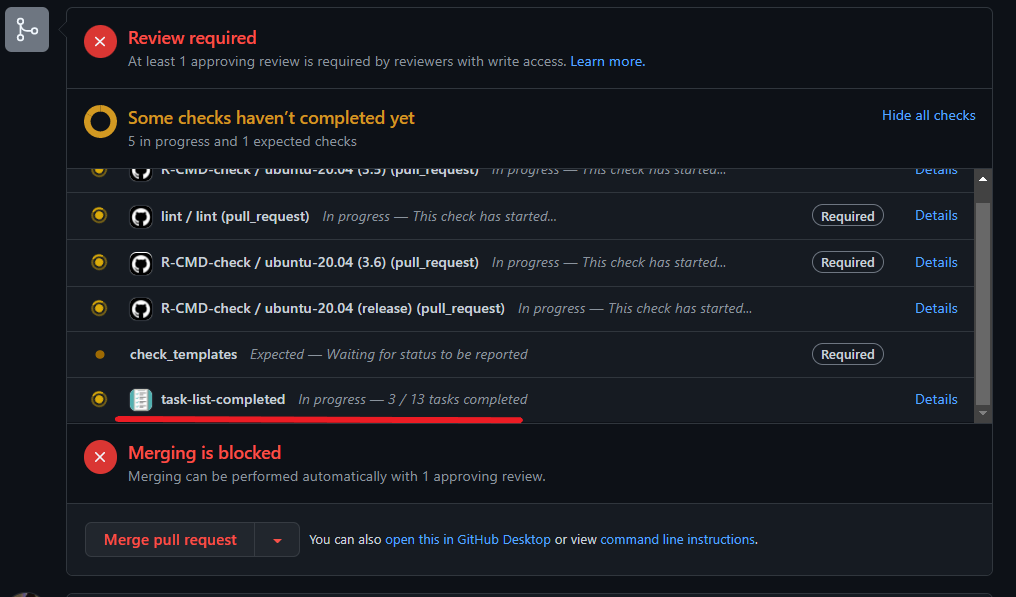 Review required
At least 1 approving review is required by reviewers with write access. Learn more.
Some checks haven’t completed yet
Hide all checks
5 in progress and 1 expected checks
R-CMD-check / ubuntu-20.04 (3.5) (pull_request) In progress — This check has started... Details
lint / lint (pull_request) In progress — This check has started... Required Details
R-CMD-check / ubuntu-20.04 (3.6) (pull_request) In progress — This check has started... Required Details
R-CMD-check / ubuntu-20.04 (release) (pull_request) In progress — This check has started... Details
check_templates Expected — Waiting for status to be reported Required
task-list-completed In progress — 3 / 13 tasks completed Details
Merging is blocked
Merging can be performed automatically with 1 approving review.
Merge pull request You can also open this in GitHub Desktop or view command line instructions.